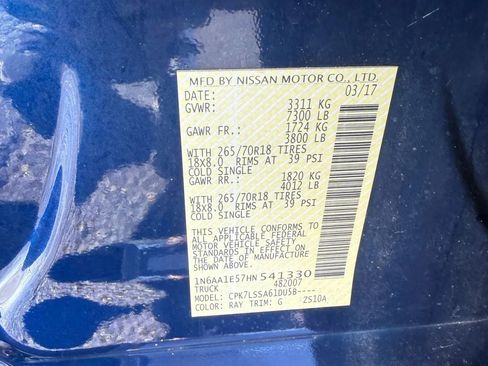 MFD BY NISSAN MOTOR CO., LTD.
DATE: 03/17
GVWR: 3311 KG
7300 LB
GAWR FR.: 1724 KG
3800 LB
WITH 265/70R18 TIRES
18x8.0 RIMS AT 39 PSI
COLD SINGLE
GAWR RR.: 1820 KG
4012 LB
WITH 265/70R18 TIRES
18x8.0 RIMS AT 39 PSI
COLD SINGLE
THIS VEHICLE CONFORMS TO
ALL APPLICABLE FEDERAL
MOTOR VEHICLE SAFETY
STANDARDS IN EFFECT ON
THE DATE OF MANUFACTURE
SHOWN ABOVE.
1N6AA1E57HN541330
TRUCK 482007
MODEL: CPK7LSSA61DU5B----
COLOR: RAY TRIM: G ZS10A